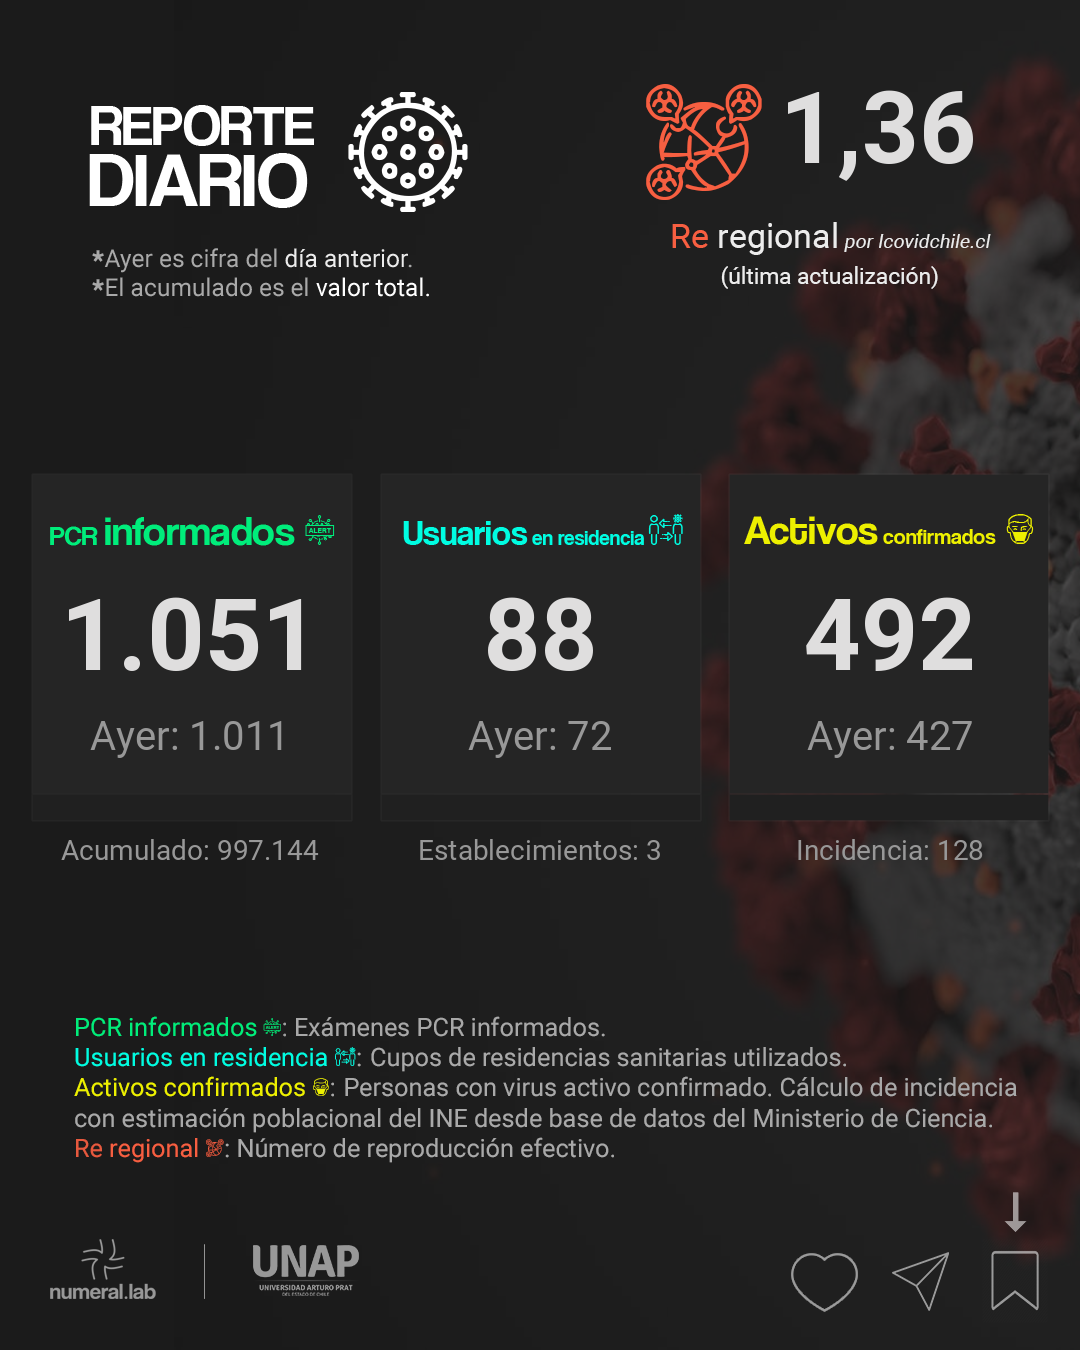 REPORTE
DIARIO
*Ayer es cifra del día anterior.
*El acumulado es el valor total.
1,36
Re regional por Icovidchile.cl
(última actualización)
PCR informados ALERT
1.051
Ayer: 1.011
Acumulado: 997.144
Usuarios en residencia
88
Ayer: 72
Establecimientos: 3
Activos confirmados
492
Ayer: 427
Incidencia: 128
PCR informados ALERT: Exámenes PCR informados.
Usuarios en residencia : Cupos de residencias sanitarias utilizados.
Activos confirmados : Personas con virus activo confirmado. Cálculo de incidencia
con estimación poblacional del INE desde base de datos del Ministerio de Ciencia.
Re regional : Número de reproducción efectivo.
numeral.lab
UNAP
UNIVERSIDAD ARTURO PRAT
DEL ESTADO DE CHILE